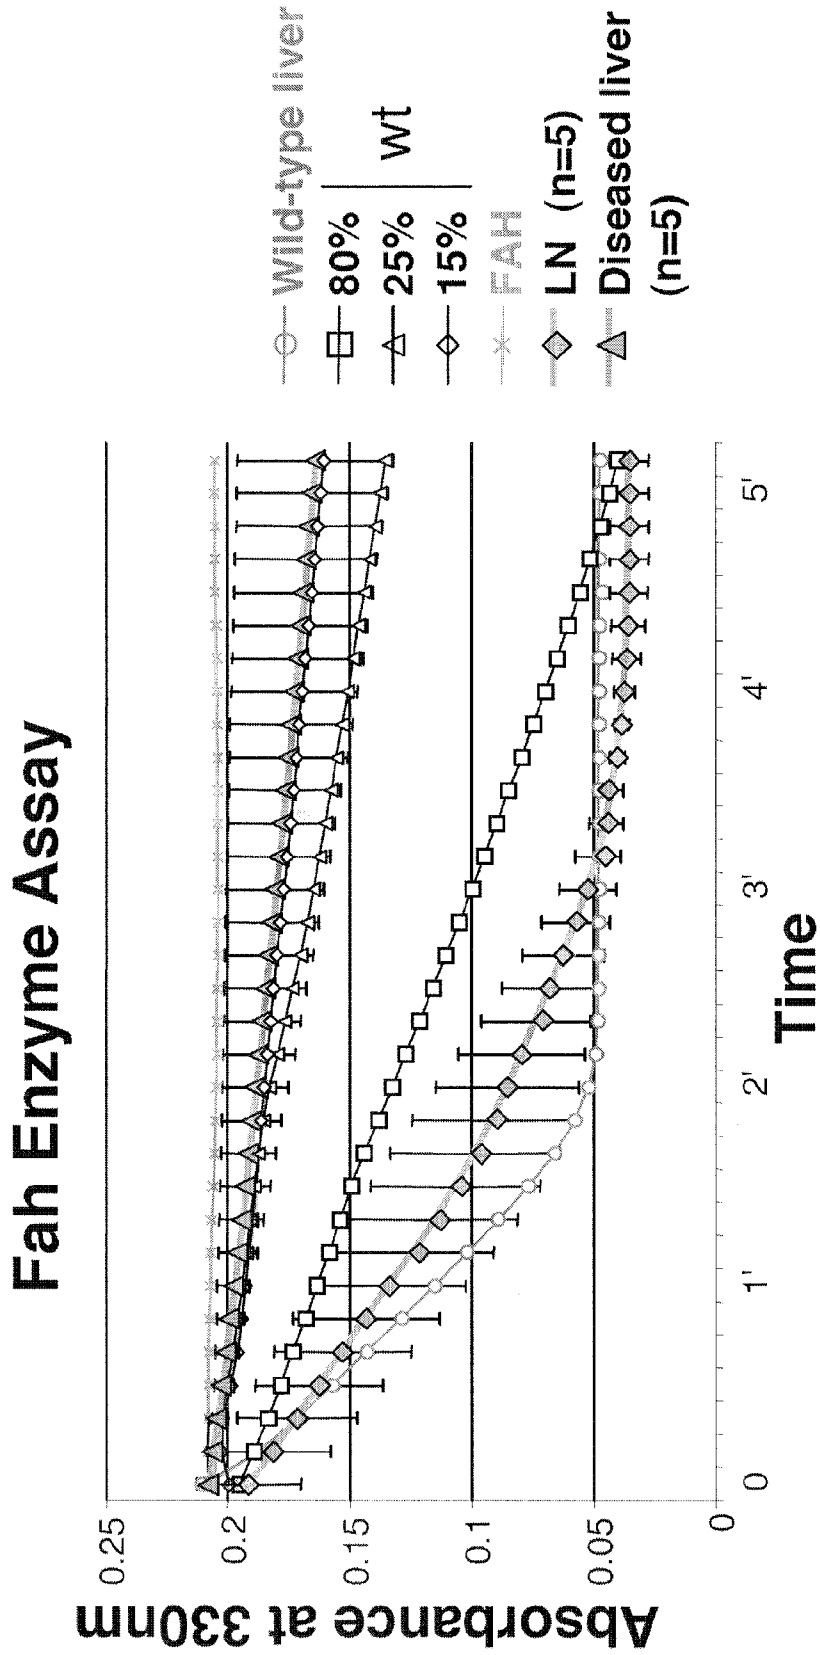 Fah Enzyme Assay
Absorbance at 330nm
0.25
0.2
0.15
0.1
0.05
0
0
1'
2'
3'
4'
5'
Time
Wild-type liver
80%
25%
15%
wt
FAH
LN (n=5)
Diseased liver
(n=5)